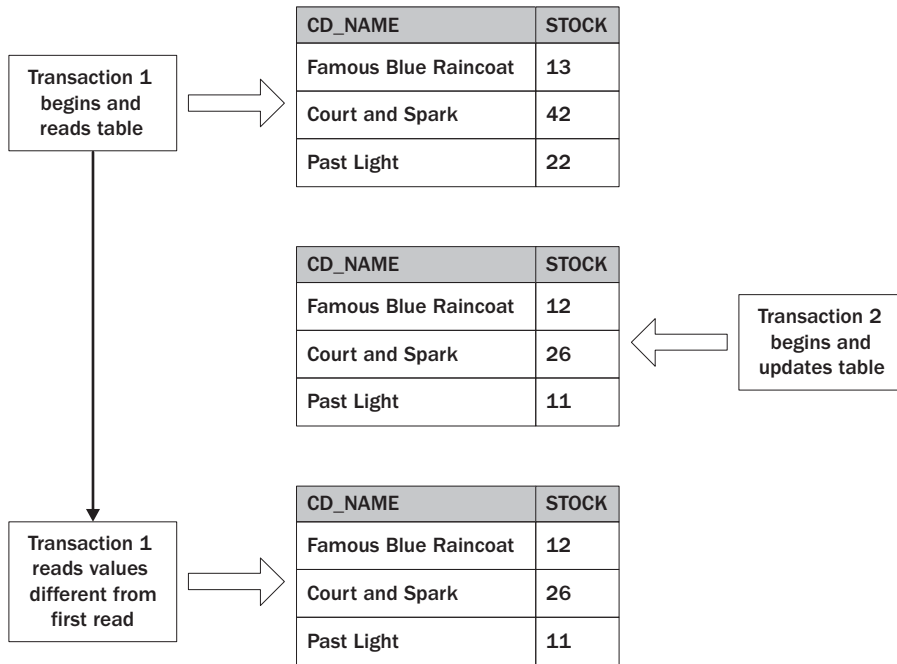 CD_NAME STOCK
Famous Blue Raincoat 13
Court and Spark 42
Past Light 22
Transaction 1
begins and
reads table
CD_NAME STOCK
Famous Blue Raincoat 12
Court and Spark 26
Past Light 11
Transaction 2
begins and
updates table
CD_NAME STOCK
Famous Blue Raincoat 12
Court and Spark 26
Past Light 11
Transaction 1
reads values
different from
first read